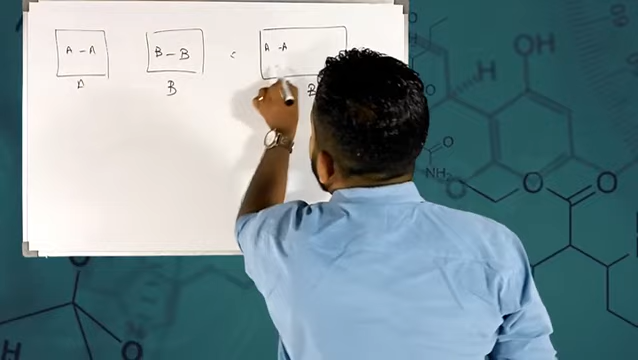 A - A B - B A - A
B B
OH
H
O
NH₂ O O
O
H O